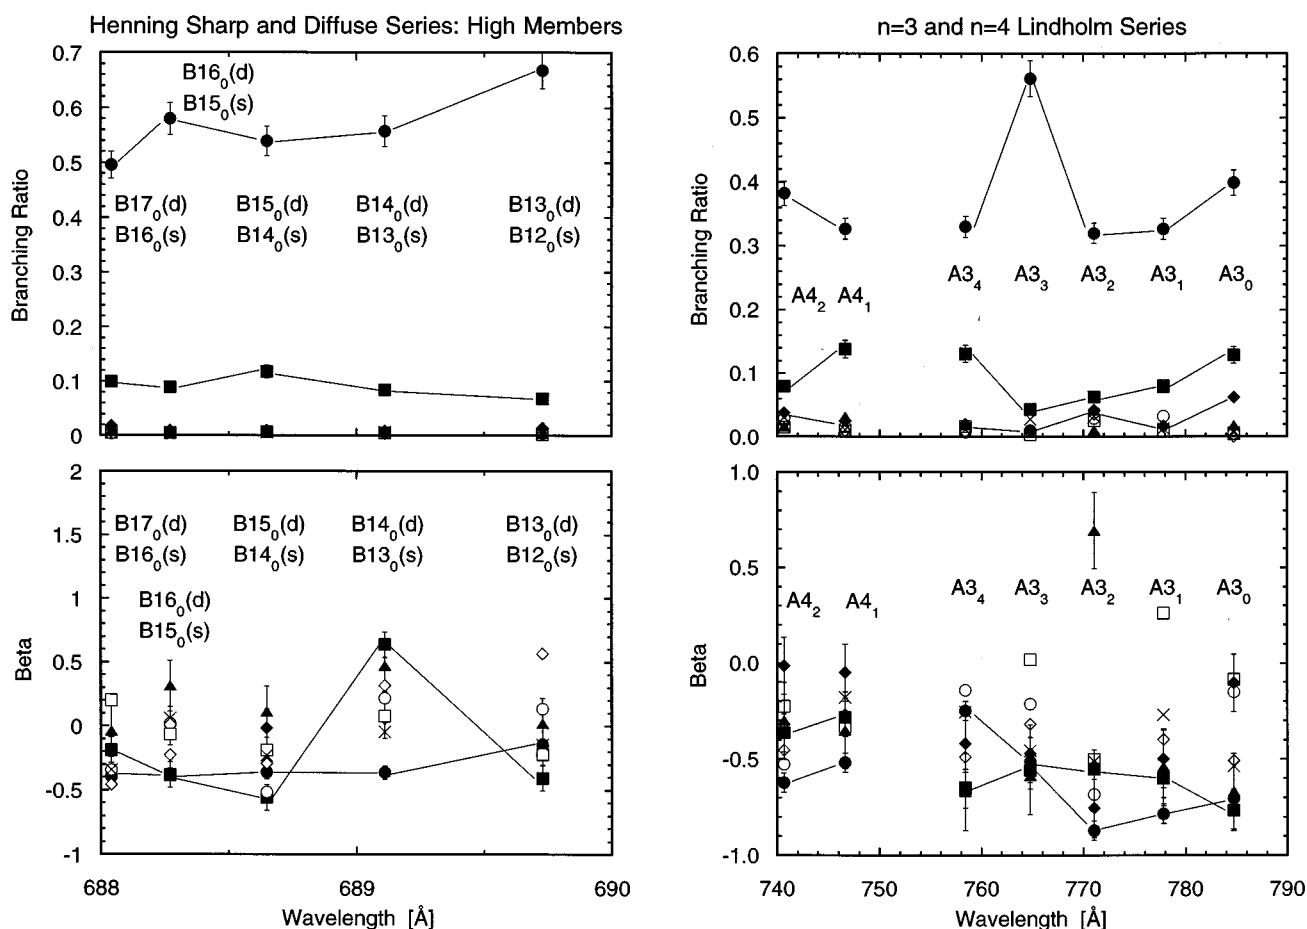 Henning Sharp and Diffuse Series: High Members
0.7
0.6
0.5
0.4
0.3
0.2
0.1
0
Branching Ratio
B16₀(d)
B15₀(s)
B17₀(d) B15₀(d) B14₀(d) B13₀(d)
B16₀(s) B14₀(s) B13₀(s) B12₀(s)
2
1.5
1
0.5
0
-0.5
-1
Beta
B17₀(d) B15₀(d) B14₀(d) B13₀(d)
B16₀(s) B14₀(s) B13₀(s) B12₀(s)
B16₀(d)
B15₀(s)
688 689 690
Wavelength [Å]
n=3 and n=4 Lindholm Series
0.6
0.5
0.4
0.3
0.2
0.1
0.0
Branching Ratio
A3₄ A3₃ A3₂ A3₁ A3₀
A4₂ A4₁
1.0
0.5
0.0
-0.5
-1.0
Beta
A3₄ A3₃ A3₂ A3₁ A3₀
A4₂ A4₁
740 750 760 770 780 790
Wavelength [Å]